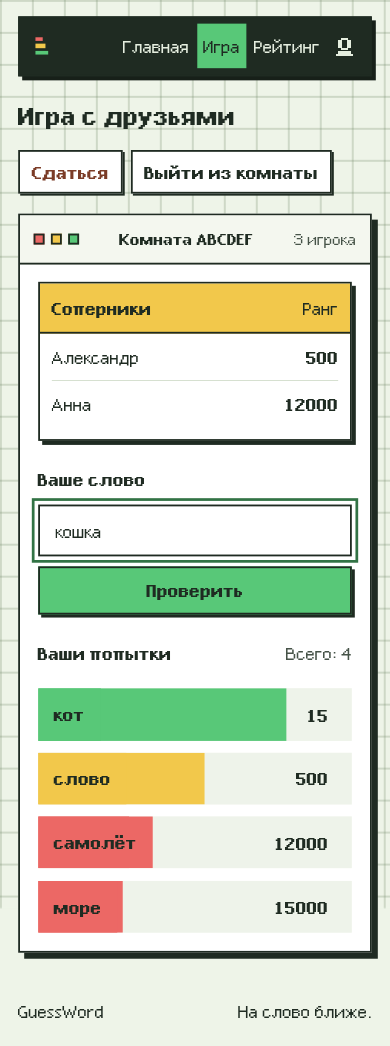 Главная Игра Рейтинг
Игра с друзьями
Сдаться Выйти из комнаты
Комната ABCDEF 3 игрока
Соперники Ранг
Александр 500
Анна 12000
Ваше слово
кошка
Проверить
Ваши попытки Всего: 4
кот 15
слово 500
самолёт 12000
море 15000
GuessWord На слово ближе.